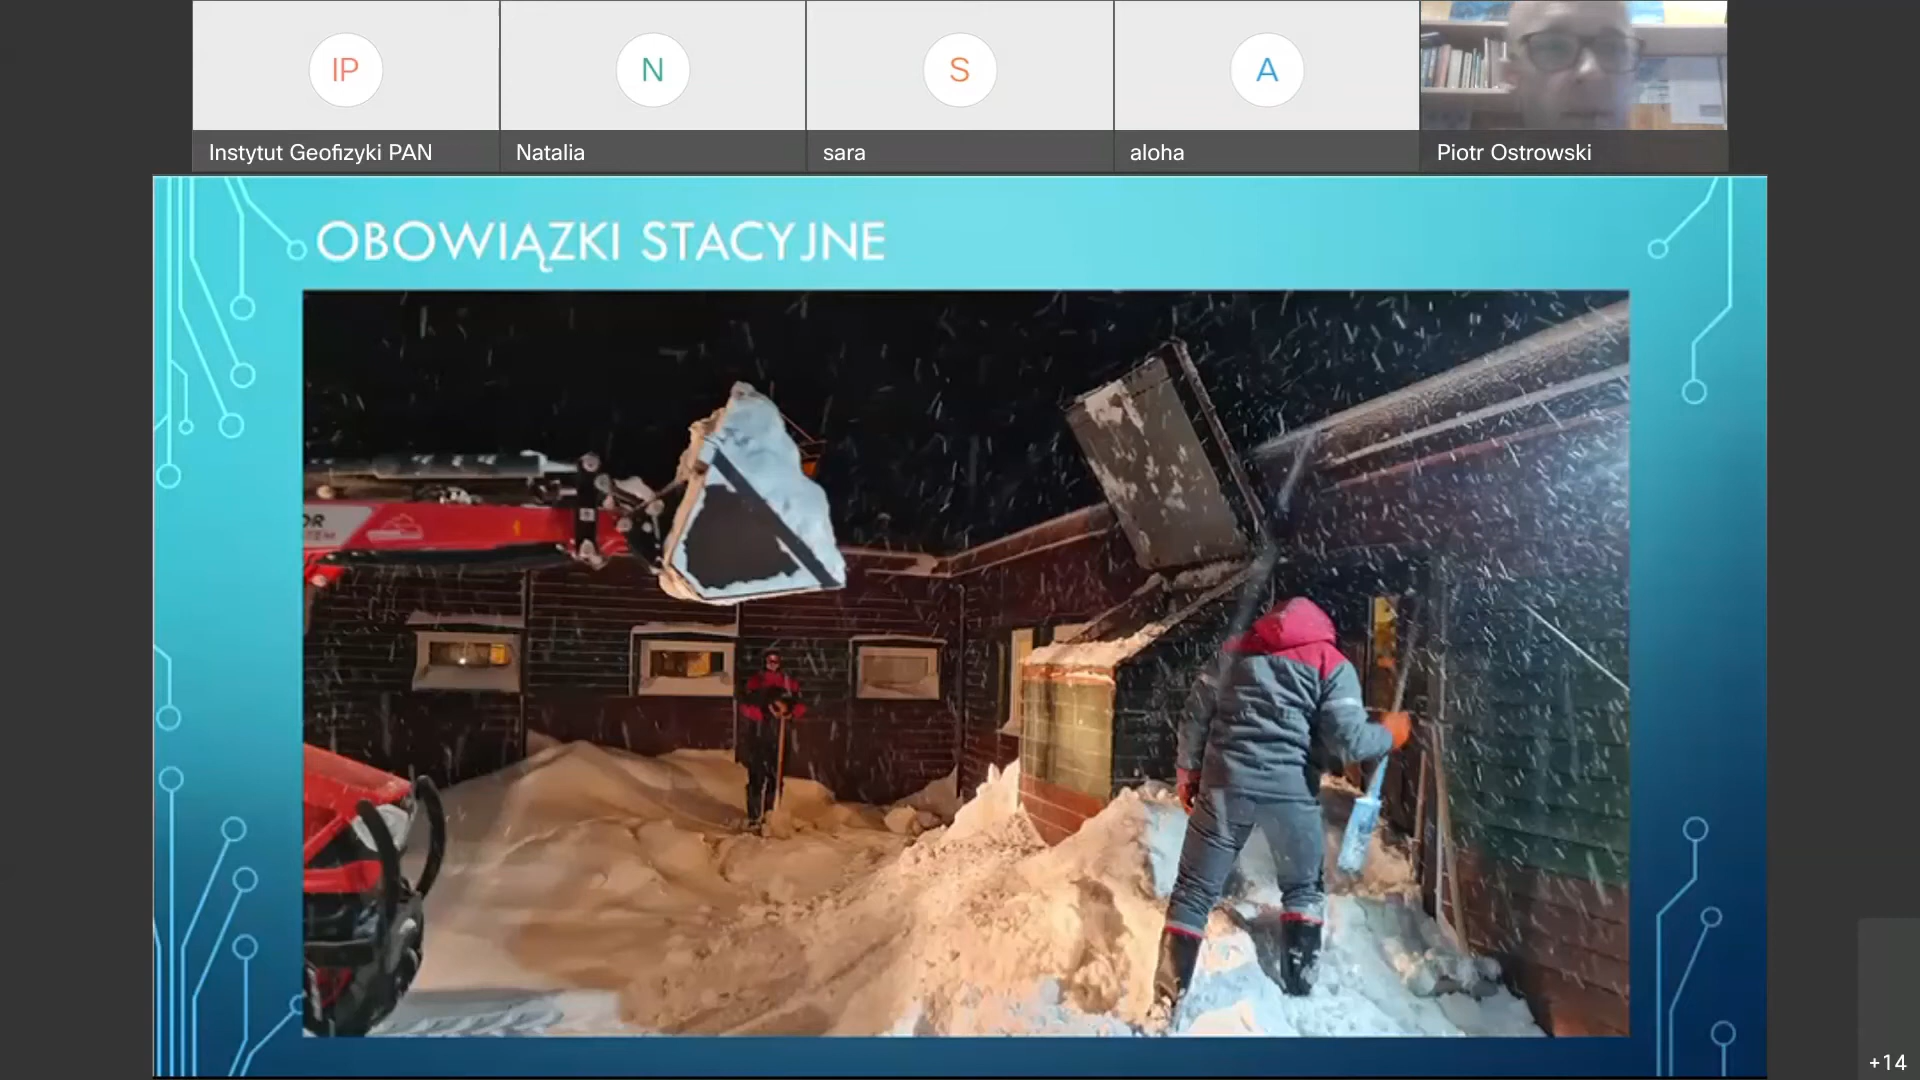 IP
N
S
A
Instytut Geofizyki PAN
Natalia
sara
aloha
Piotr Ostrowski
OBOWIĄZKI STACYJNE
+14